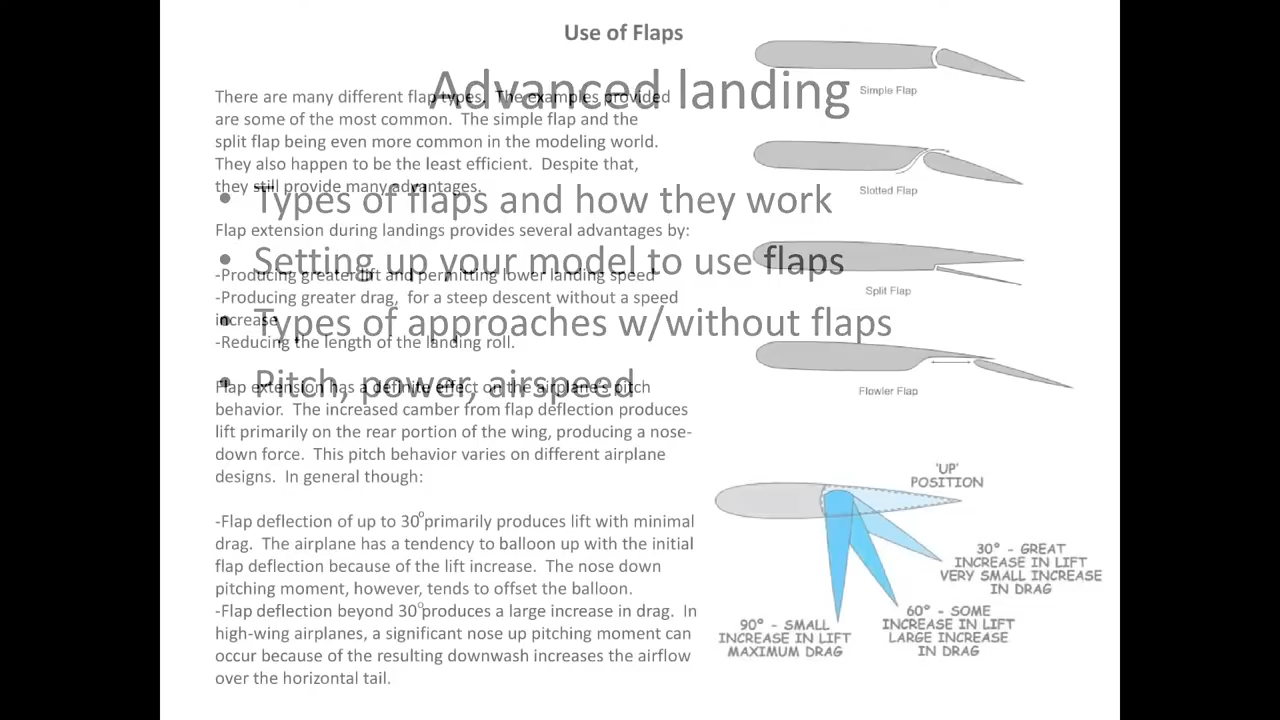 Use of Flaps
There are many different flap types. The examples provided
are some of the most common. The simple flap and the
split flap being even more common in the modeling world.
They also happen to be the least efficient. Despite that,
they still provide many advantages.
Flap extension during landings provides several advantages by:
-Producing greater lift and permitting lower landing speed
-Producing greater drag, for a steep descent without a speed
increase
-Reducing the length of the landing roll.
Flap extension has a definite effect on the airplane's pitch
behavior. The increased camber from flap deflection produces
lift primarily on the rear portion of the wing, producing a nose-
down force. This pitch behavior varies on different airplane
designs. In general though:
-Flap deflection of up to 30° primarily produces lift with minimal
drag. The airplane has a tendency to balloon up with the initial
flap deflection because of the lift increase. The nose down
pitching moment, however, tends to offset the balloon.
-Flap deflection beyond 30° produces a large increase in drag. In
high-wing airplanes, a significant nose up pitching moment can
occur because of the resulting downwash increases the airflow
over the horizontal tail.
Advanced landing
• Types of flaps and how they work
• Setting up your model to use flaps
• Types of approaches w/without flaps
• Pitch, power, airspeed
Simple Flap
Slotted Flap
Split Flap
Flowler Flap
'UP'
POSITION
30° - GREAT
INCREASE IN LIFT
VERY SMALL INCREASE
IN DRAG
60° - SOME
INCREASE IN LIFT
LARGE INCREASE
IN DRAG
90° - SMALL
INCREASE IN LIFT
MAXIMUM DRAG